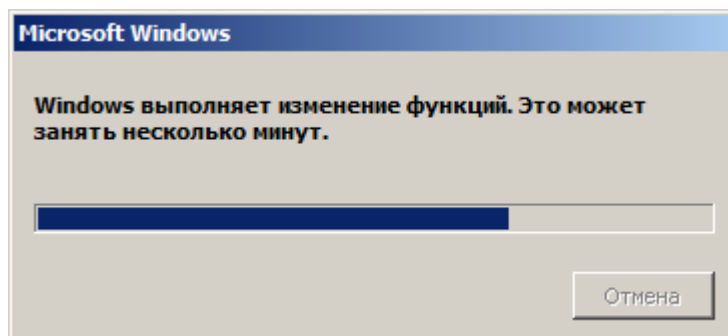 Microsoft Windows
Windows выполняет изменение функций. Это может
занять несколько минут.
Отмена